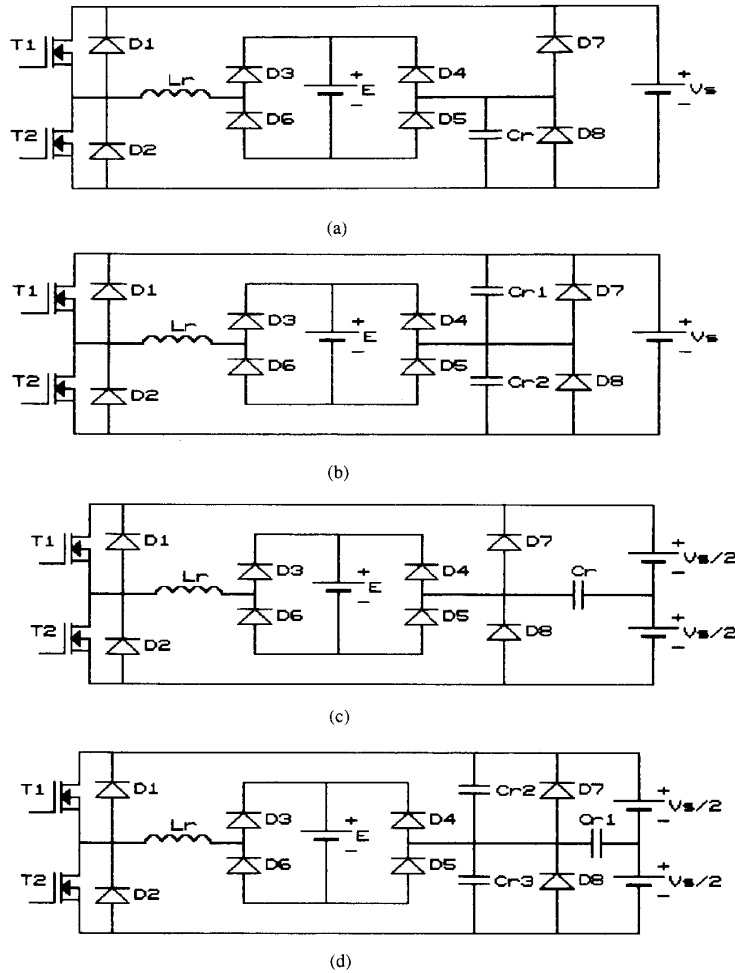 T1 D1 Lr D3 + E - D4 D7 + Vs -
T2 D2 D6 D5 Cr D8
(a)
T1 D1 Lr D3 + E - D4 Cr1 D7 + Vs -
T2 D2 D6 D5 Cr2 D8
(b)
T1 D1 Lr D3 + E - D4 D7 Cr + Vs/2 -
T2 D2 D6 D5 D8 + Vs/2 -
(c)
T1 D1 Lr D3 + E - D4 Cr2 D7 Cr1 + Vs/2 -
T2 D2 D6 D5 Cr3 D8 + Vs/2 -
(d)